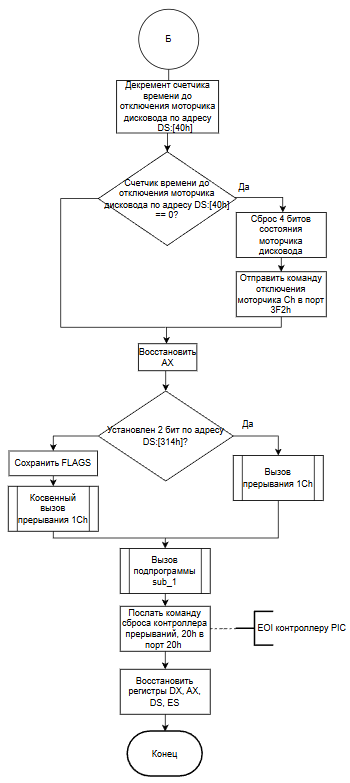 Б
Декремент счетчика
времени до
отключения моторчика
дисковода по адресу
DS:[40h]
Счетчик времени до
отключения моторчика
дисковода по адресу DS:[40h]
== 0?
Да
Сброс 4 битов
состояния
моторчика
дисковода
Отправить команду
отключения
моторчика Ch в порт
3F2h
Восстановить
AX
Установлен 2 бит по адресу
DS:[314h]?
Да
Сохранить FLAGS
Косвенный
вызов
прерывания 1Ch
Вызов
прерывания 1Ch
Вызов
подпрограммы
sub_1
Послать команду
сброса контроллера
прерываний, 20h в
порт 20h
EOI контроллеру PIC
Восстановить
регистры DX, AX,
DS, ES
Конец